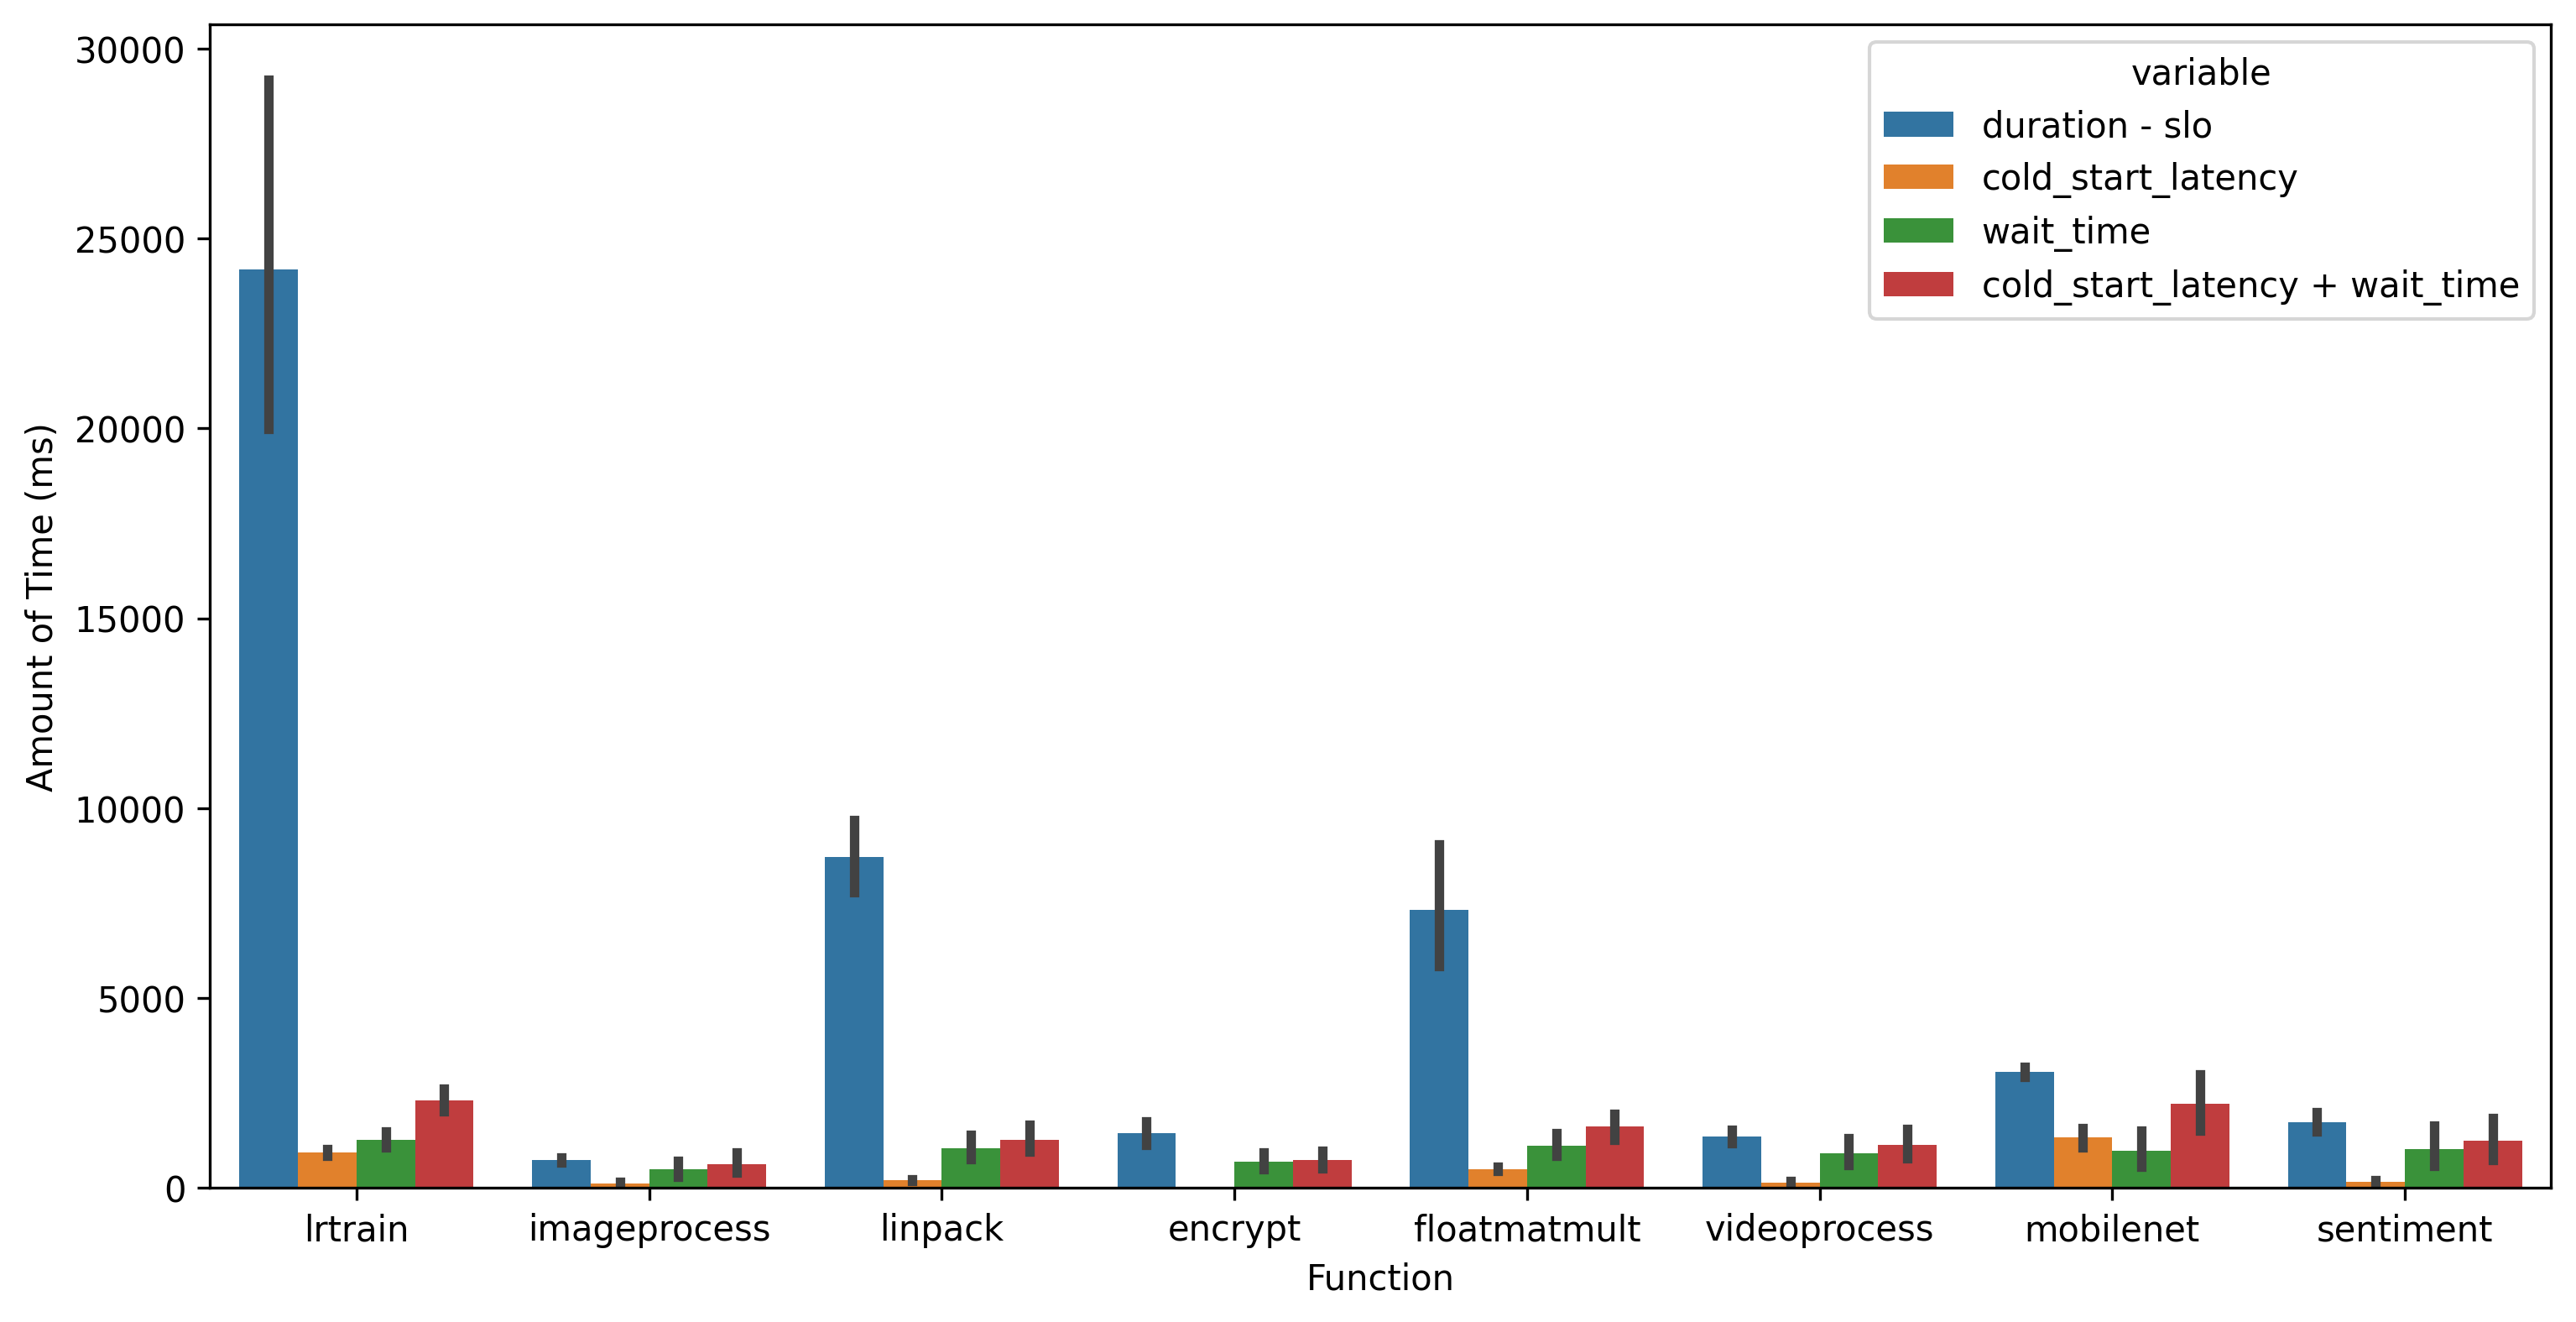 30000
25000
20000
15000
10000
5000
0
Amount of Time (ms)
variable
duration - slo
cold_start_latency
wait_time
cold_start_latency + wait_time
lrtrain imageprocess linpack encrypt floatmatmult videoprocess mobilenet sentiment
Function